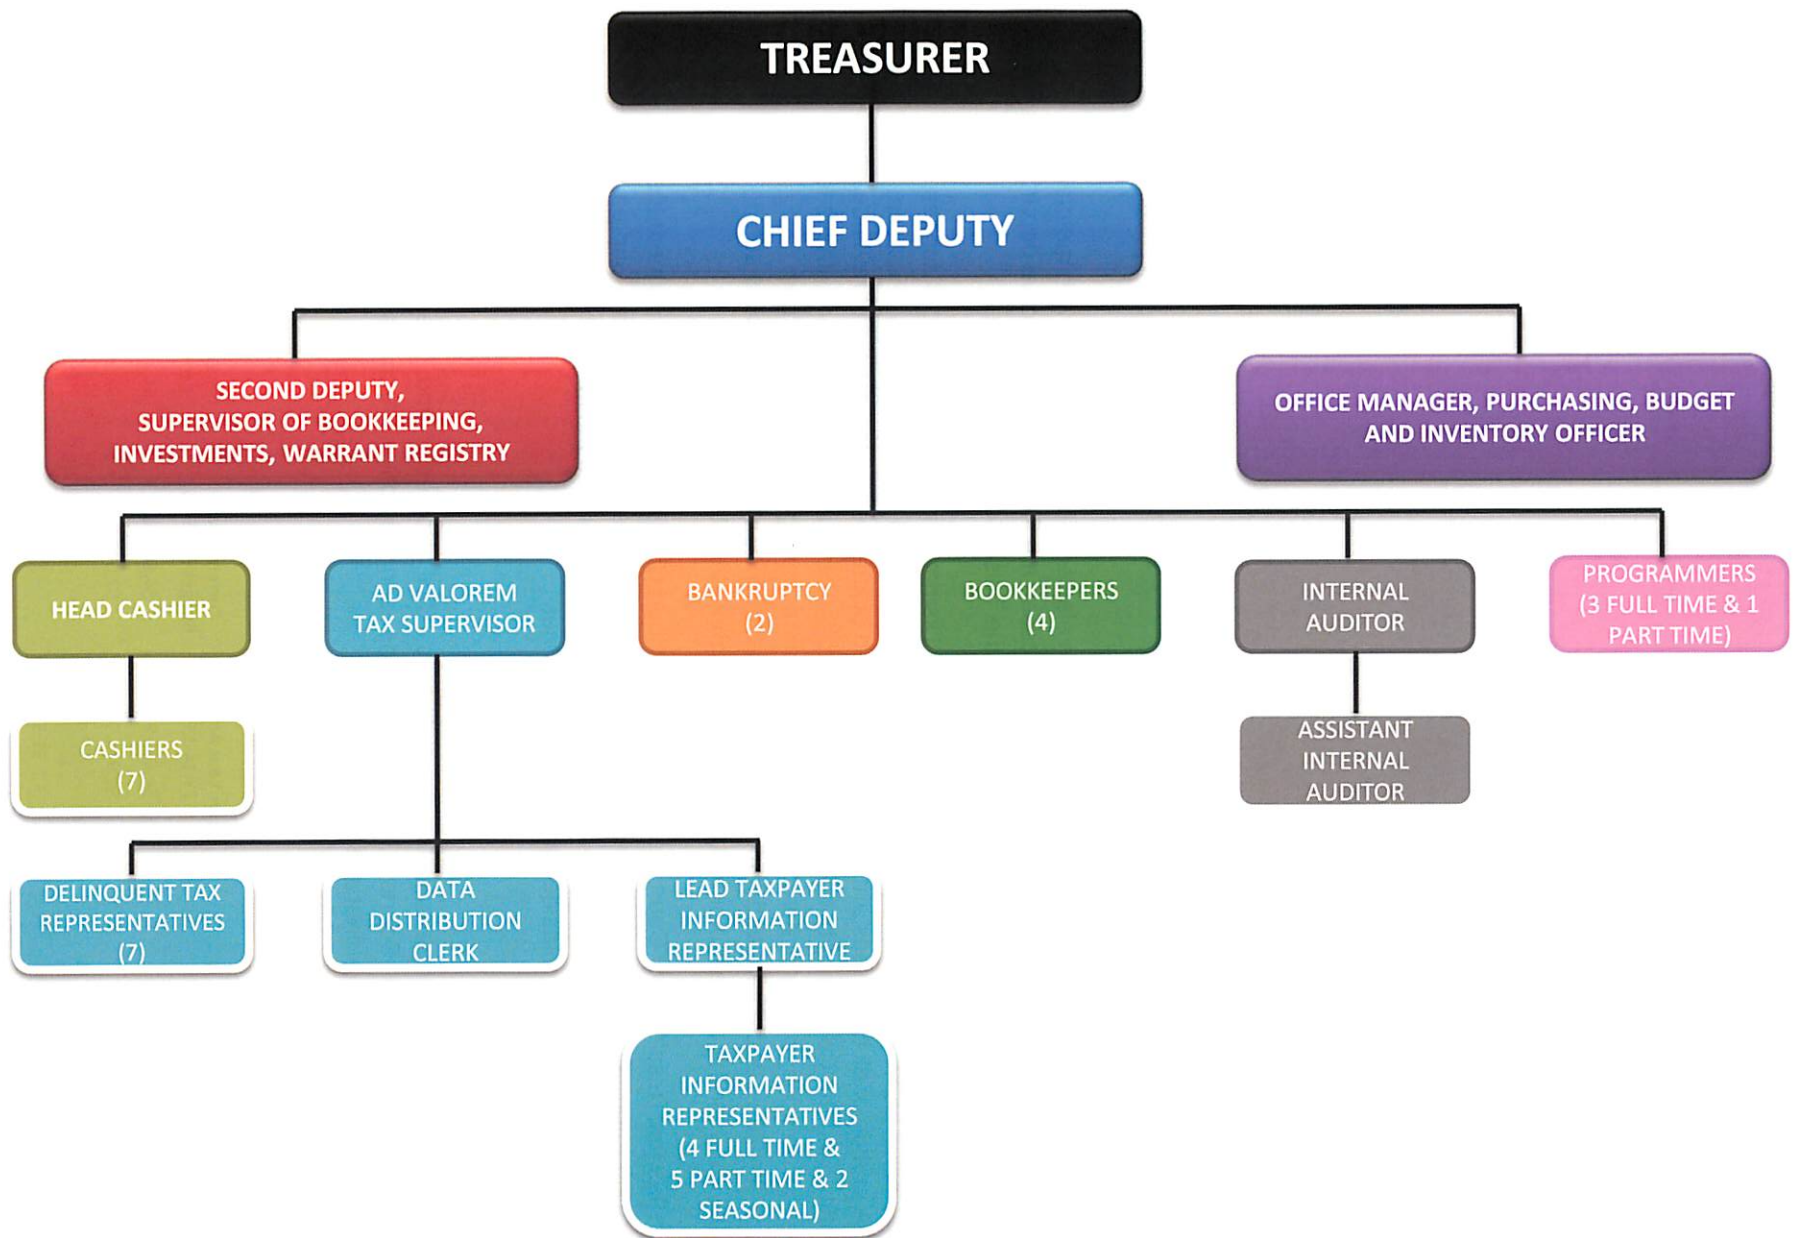 TREASURER
CHIEF DEPUTY
SECOND DEPUTY,
SUPERVISOR OF BOOKKEEPING,
INVESTMENTS, WARRANT REGISTRY
OFFICE MANAGER, PURCHASING, BUDGET
AND INVENTORY OFFICER
HEAD CASHIER
AD VALOREM
TAX SUPERVISOR
BANKRUPTCY
(2)
BOOKKEEPERS
(4)
INTERNAL
AUDITOR
PROGRAMMERS
(3 FULL TIME & 1
PART TIME)
CASHIERS
(7)
ASSISTANT
INTERNAL
AUDITOR
DELINQUENT TAX
REPRESENTATIVES
(7)
DATA
DISTRIBUTION
CLERK
LEAD TAXPAYER
INFORMATION
REPRESENTATIVE
TAXPAYER
INFORMATION
REPRESENTATIVES
(4 FULL TIME &
5 PART TIME & 2
SEASONAL)